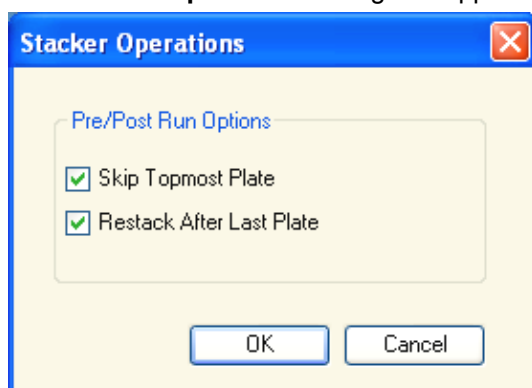 Stacker Operations
Pre/Post Run Options
Skip Topmost Plate
Restack After Last Plate
OK Cancel